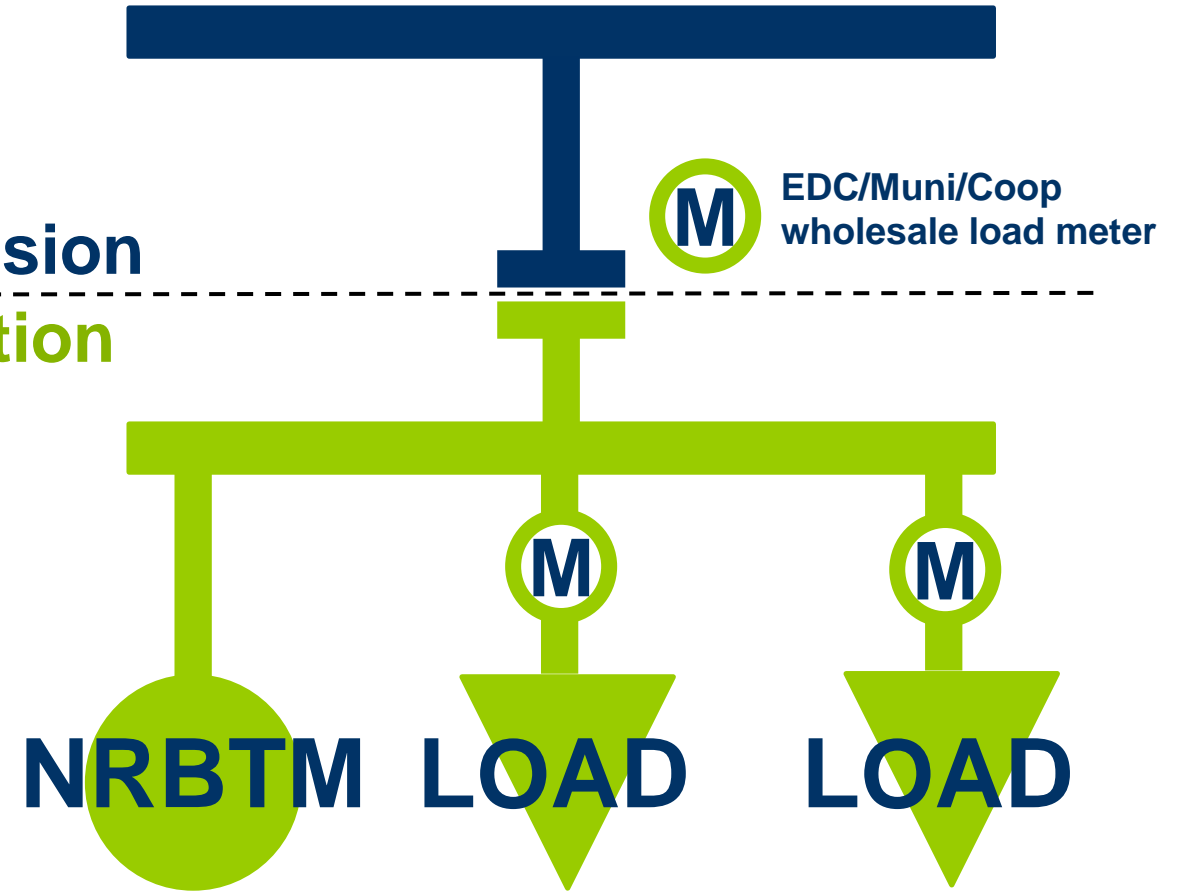 EDC/Muni/Coop
M wholesale load meter
sion
tion
M M
NRBTM LOAD LOAD